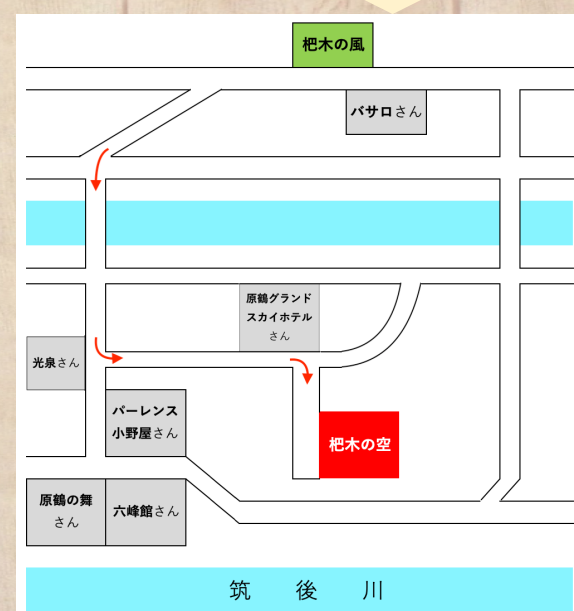 杷木の風
バサロさん
原鶴グランド
スカイホテル
さん
光泉さん
パーレンス
小野屋さん
杷木の空
原鶴の舞
さん
六峰館さん
筑後川